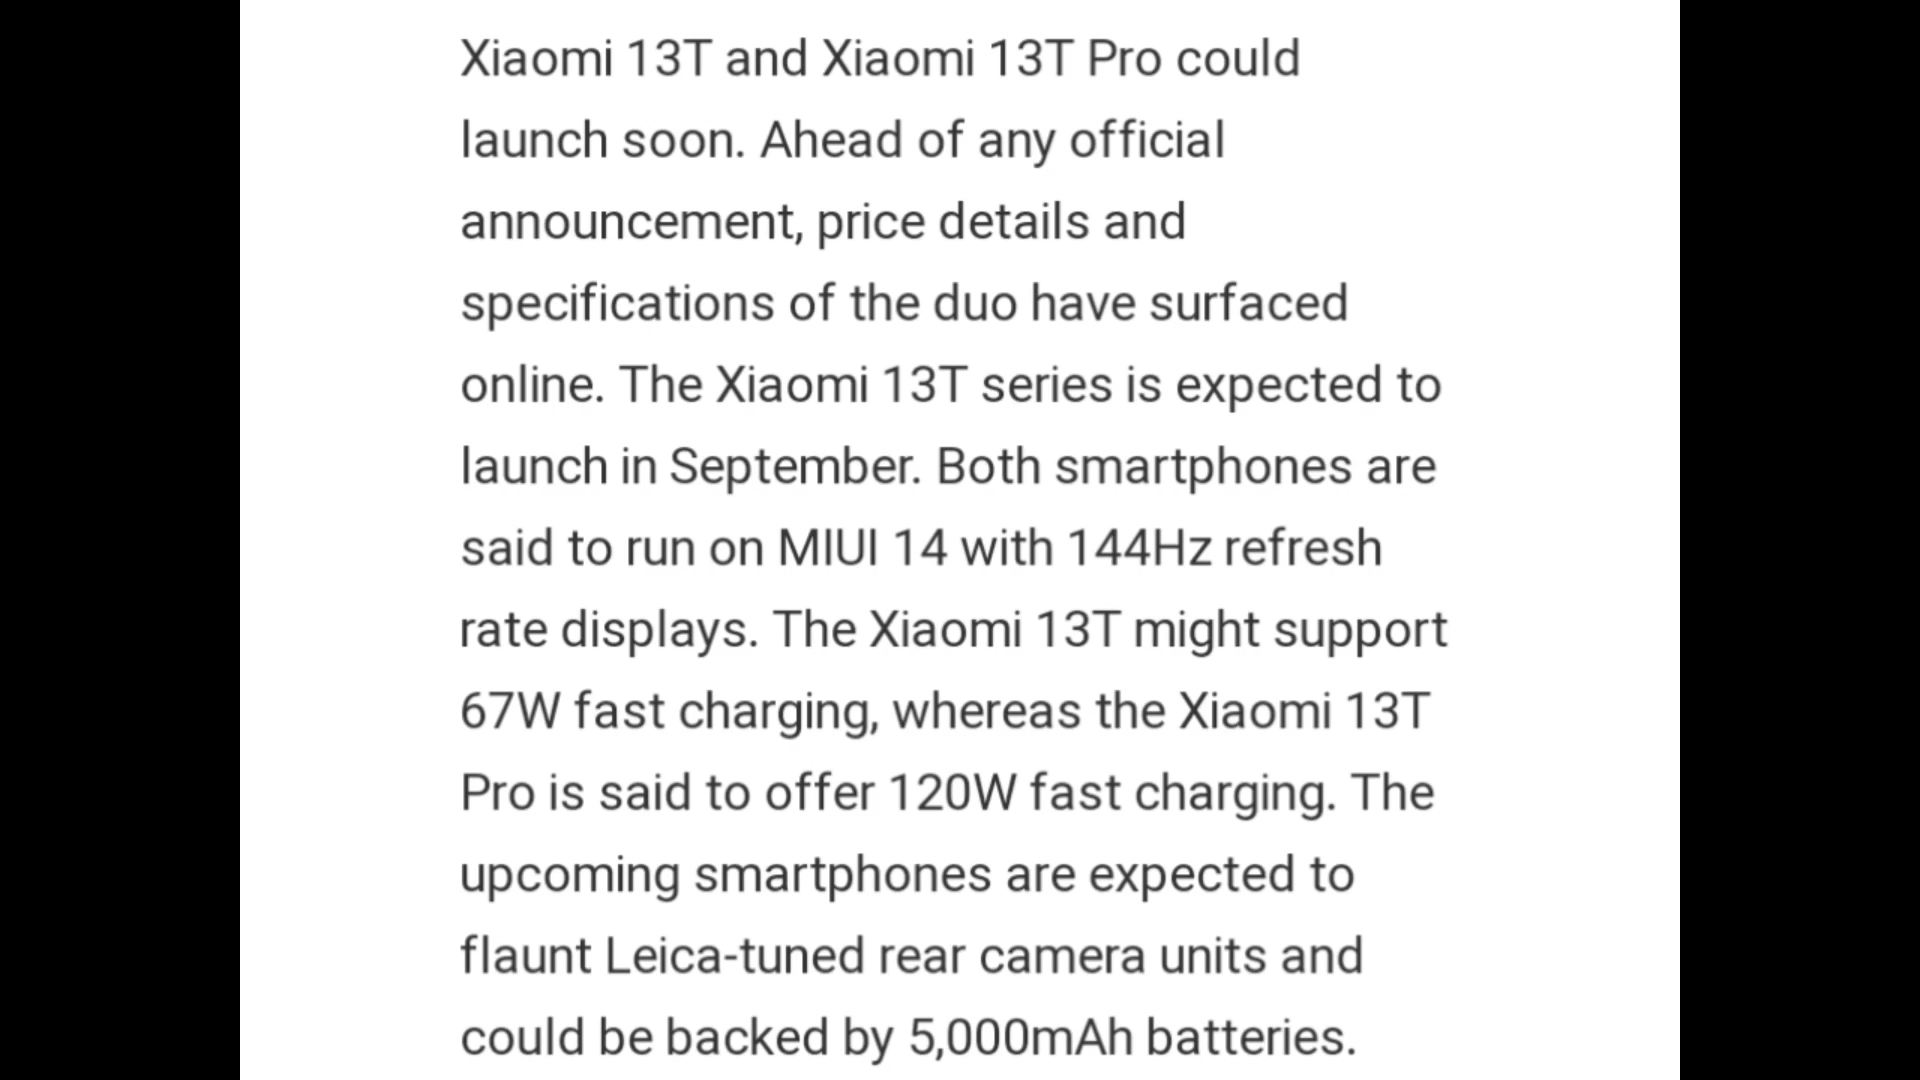 Xiaomi 13T and Xiaomi 13T Pro could
launch soon. Ahead of any official
announcement, price details and
specifications of the duo have surfaced
online. The Xiaomi 13T series is expected to
launch in September. Both smartphones are
said to run on MIUI 14 with 144Hz refresh
rate displays. The Xiaomi 13T might support
67W fast charging, whereas the Xiaomi 13T
Pro is said to offer 120W fast charging. The
upcoming smartphones are expected to
flaunt Leica-tuned rear camera units and
could be backed by 5,000mAh batteries.